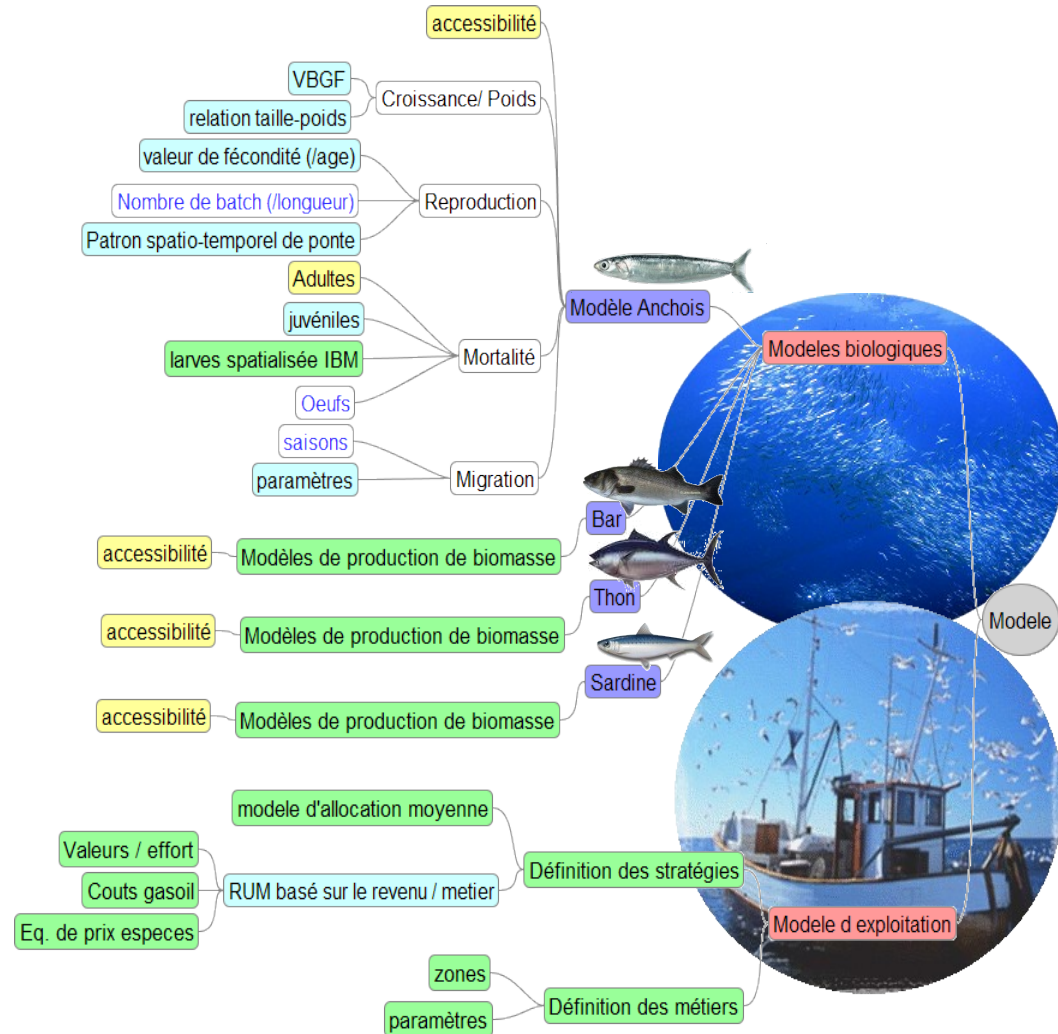 accessibilité
VBGF
Croissance/ Poids
relation taille-poids
valeur de fécondité (/age)
Nombre de batch (/longueur)
Reproduction
Patron spatio-temporel de ponte
Adultes
Modèle Anchois
juvéniles
Modeles biologiques
larves spatialisée IBM
Mortalité
Oeufs
saisons
Migration
paramètres
Bar
accessibilité
Modèles de production de biomasse
Thon
Modele
accessibilité
Modèles de production de biomasse
Sardine
accessibilité
Modèles de production de biomasse
modele d'allocation moyenne
Valeurs / effort
Définition des stratégies
Couts gasoil
RUM basé sur le revenu / metier
Eq. de prix especes
Modele d exploitation
zones
Définition des métiers
paramètres